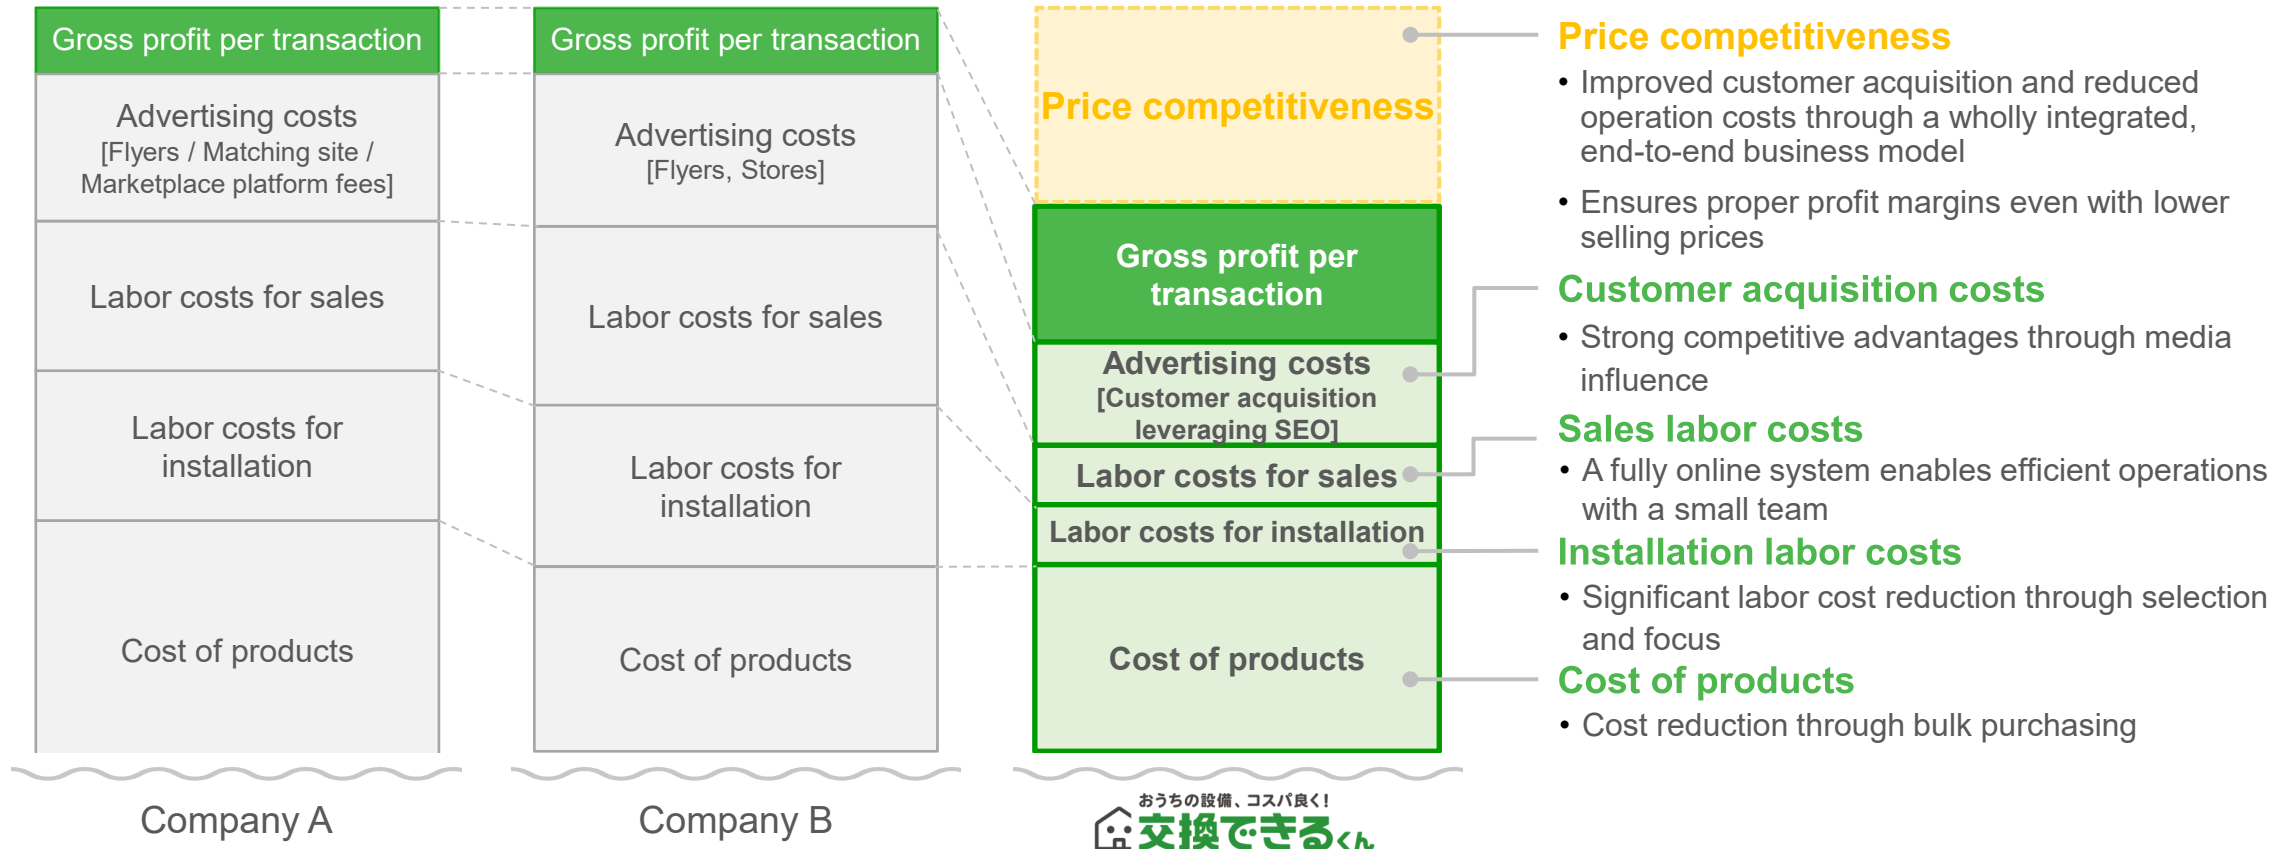 Gross profit per transaction
Advertising costs
[Flyers / Matching site /
Marketplace platform fees]
Labor costs for sales
Labor costs for
installation
Cost of products
Company A
Gross profit per transaction
Advertising costs
[Flyers, Stores]
Labor costs for sales
Labor costs for
installation
Cost of products
Company B
Price competitiveness
Gross profit per
transaction
Advertising costs
[Customer acquisition
leveraging SEO]
Labor costs for sales
Labor costs for installation
Cost of products
おうちの設備、コスパ良く!
交換できるくん
Price competitiveness
• Improved customer acquisition and reduced
operation costs through a wholly integrated,
end-to-end business model
• Ensures proper profit margins even with lower
selling prices
Customer acquisition costs
• Strong competitive advantages through media
influence
Sales labor costs
• A fully online system enables efficient operations
with a small team
Installation labor costs
• Significant labor cost reduction through selection
and focus
Cost of products
• Cost reduction through bulk purchasing